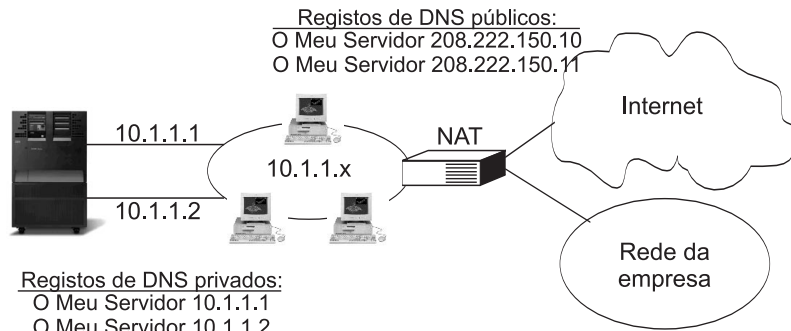 Registos de DNS públicos:
O Meu Servidor 208.222.150.10
O Meu Servidor 208.222.150.11
Internet
NAT
10.1.1.1
10.1.1.x
10.1.1.2
Rede da
empresa
Registos de DNS privados:
O Meu Servidor 10.1.1.1
O Meu Servidor 10.1.1.2